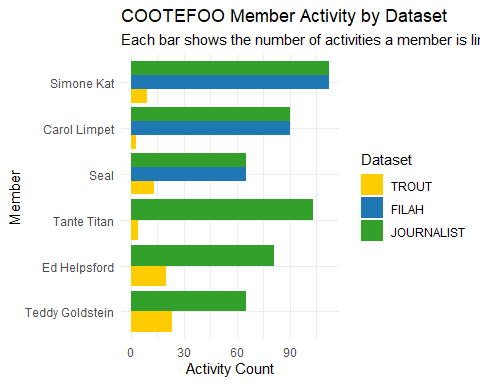 COOTEFOO Member Activity by Dataset
Each bar shows the number of activities a member is li
Simone Kat
Carol Limpet
Seal
Tante Titan
Ed Helpsford
Teddy Goldstein
Member
0 30 60 90
Activity Count
Dataset
TROUT
FILAH
JOURNALIST